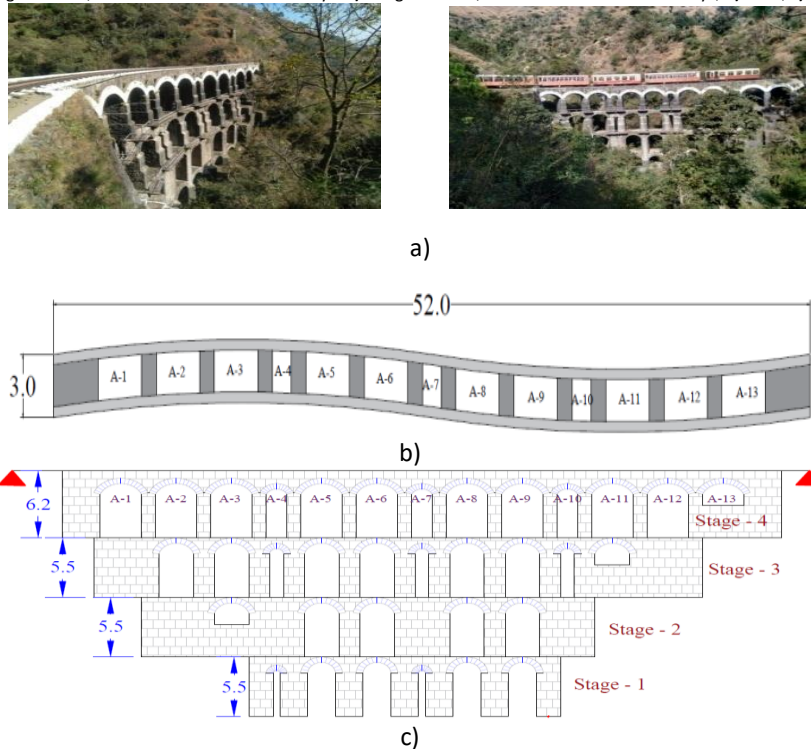 a)
52.0
3.0
A-1 A-2 A-3 A-4 A-5 A-6 A-7 A-8 A-9 A-10 A-11 A-12 A-13
b)
6.2
A-1 A-2 A-3 A-4 A-5 A-6 A-7 A-8 A-9 A-10 A-11 A-12 A-13
Stage - 4
5.5
Stage - 3
5.5
Stage - 2
5.5
Stage - 1
c)